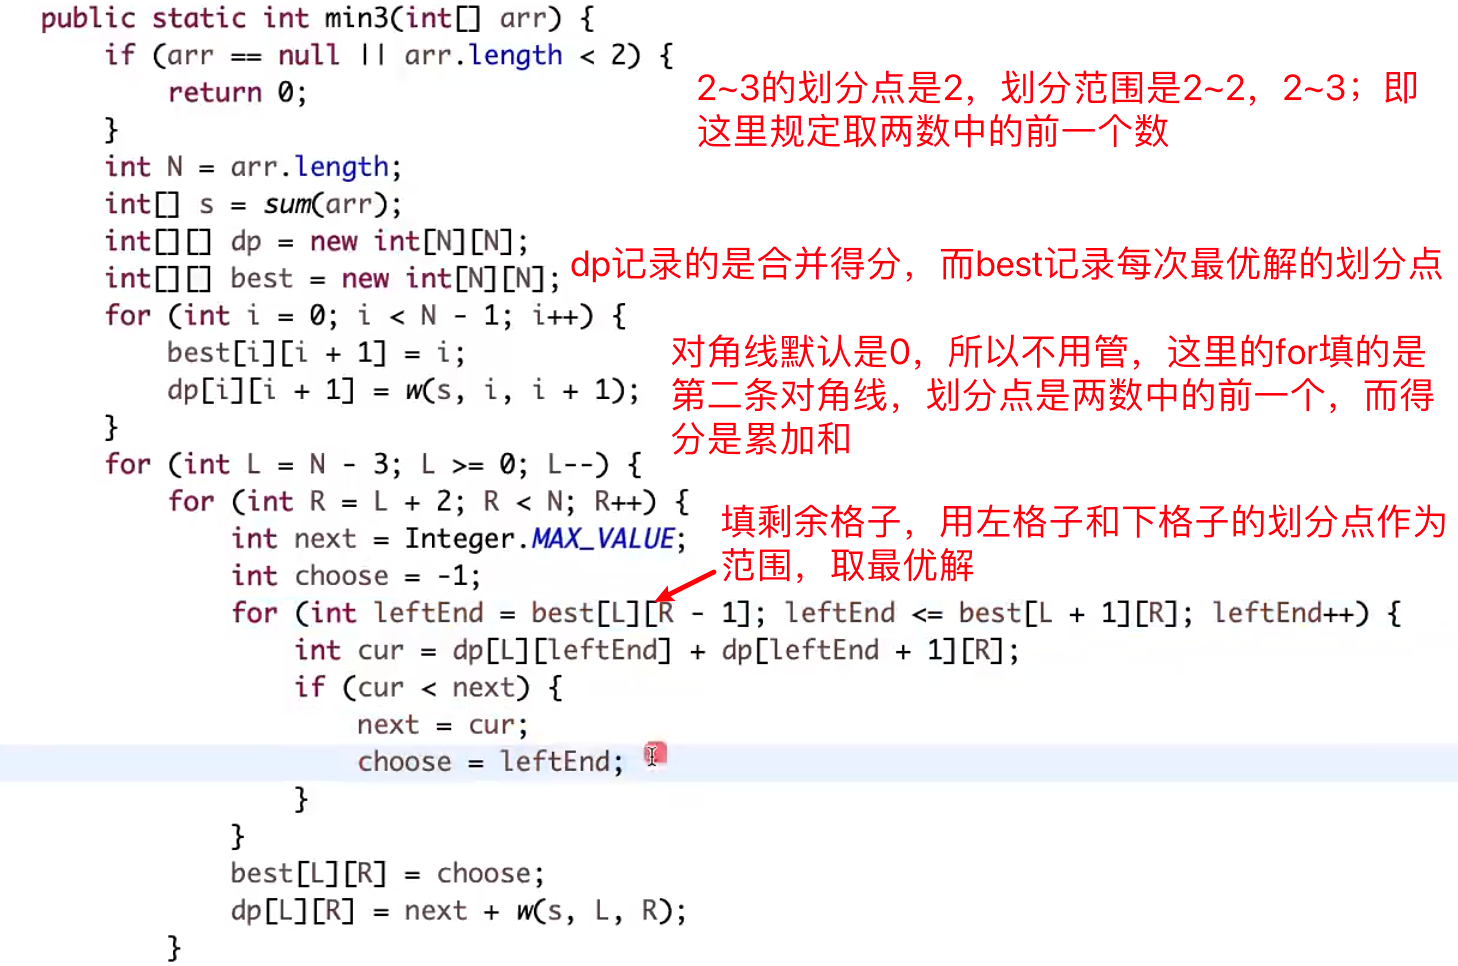 public static int min3(int[] arr) {
if (arr == null || arr.length < 2) {
return 0;
2~3的划分点是2，划分范围是2~2，2~3；即
这里规定取两数中的前一个数
}
int N = arr.length;
int[] s = sum(arr);
int[][] dp = new int[N][N];
int[][] best = new int[N][N];
dp记录的是合并得分，而best记录每次最优解的划分点
for (int i = 0; i < N - 1; i++) {
best[i][i + 1] = i;
dp[i][i + 1] = w(s, i, i + 1);
}
对角线默认是0，所以不用管，这里的for填的是
第二条对角线，划分点是两数中的前一个，而得
分是累加和
for (int L = N - 3; L >= 0; L--) {
for (int R = L + 2; R < N; R++) {
int next = Integer.MAX_VALUE;
int choose = -1;
填剩余格子，用左格子和下格子的划分点作为
范围，取最优解
for (int leftEnd = best[L][R - 1]; leftEnd <= best[L + 1][R]; leftEnd++) {
int cur = dp[L][leftEnd] + dp[leftEnd + 1][R];
if (cur < next) {
next = cur;
choose = leftEnd;
}
}
best[L][R] = choose;
dp[L][R] = next + w(s, L, R);
}